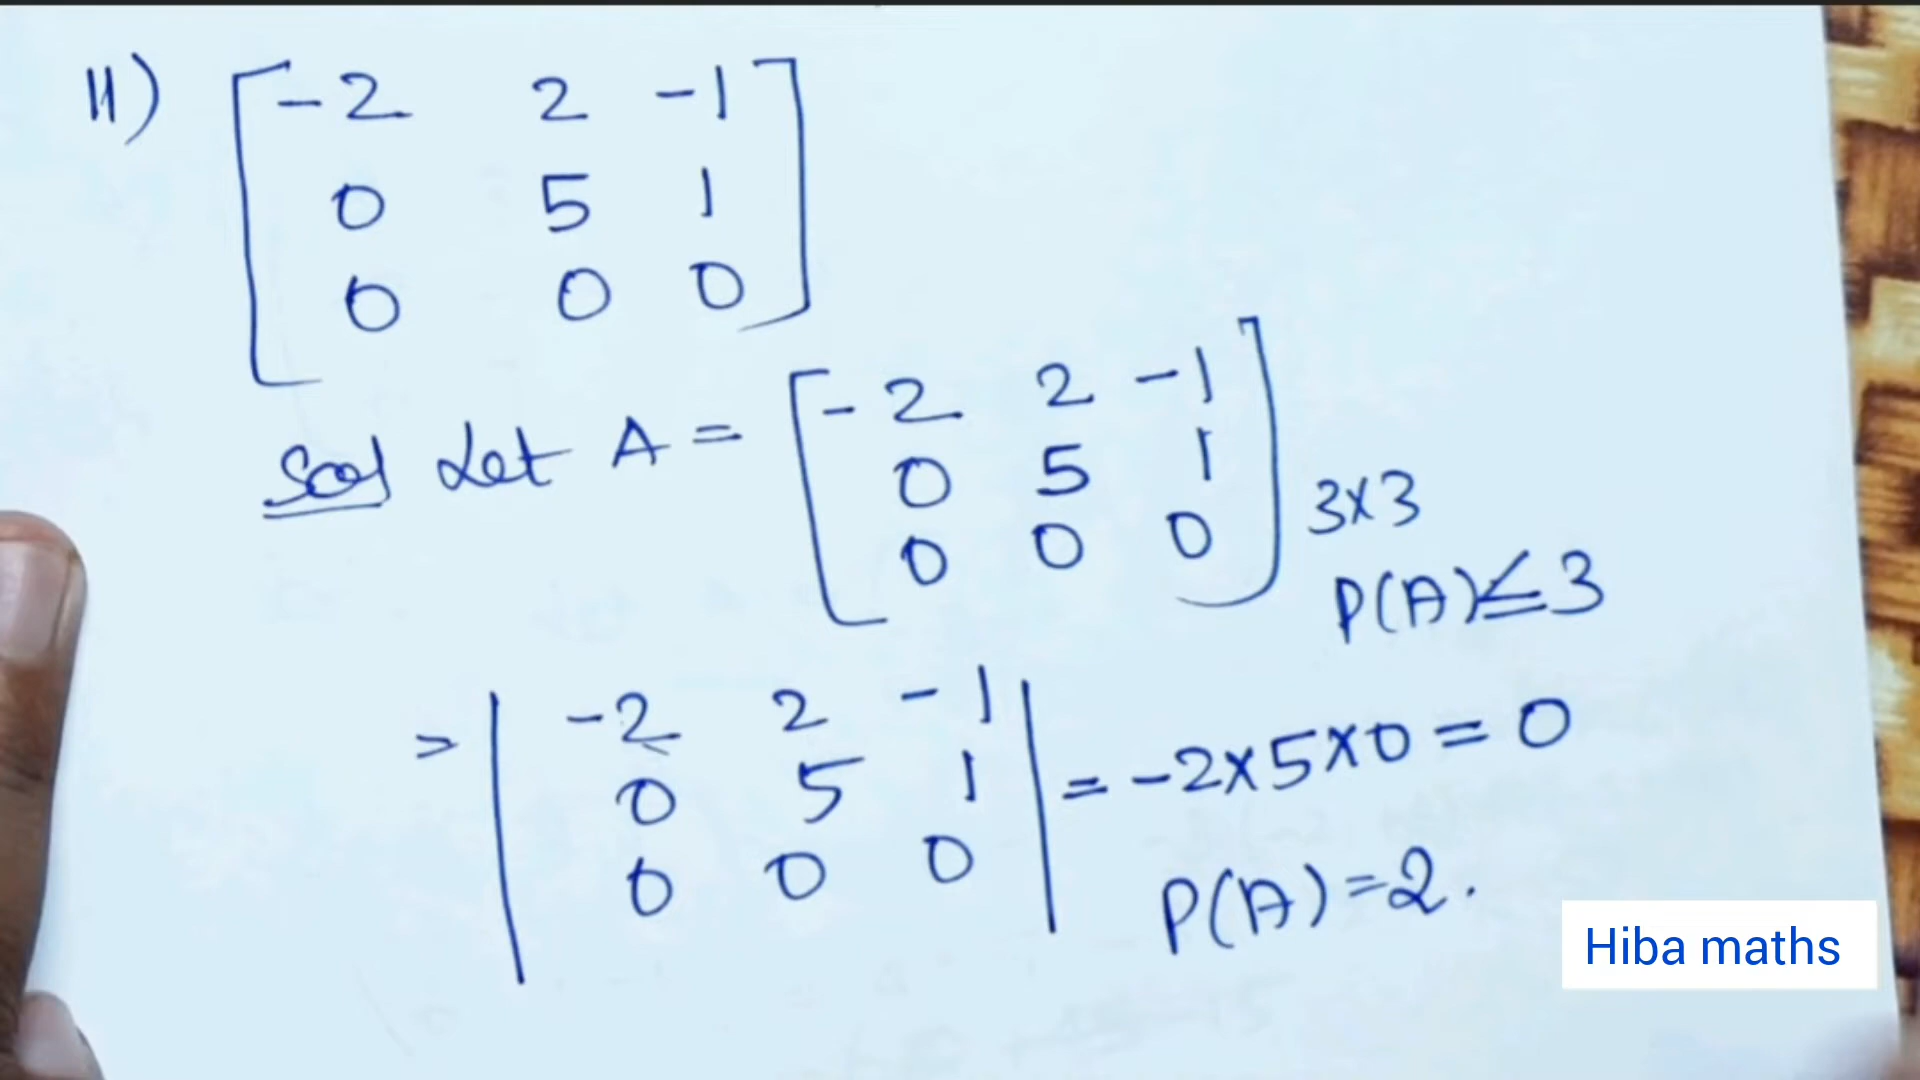 11) [ -2 2 -1
0 5 1
0 0 0 ]
Sol Let A = [ -2 2 -1
0 5 1
0 0 0 ] 3x3
P(A) ≤ 3
= | -2 2 -1
0 5 1
0 0 0 | = -2x5x0 = 0
P(A) = 2.
Hiba maths